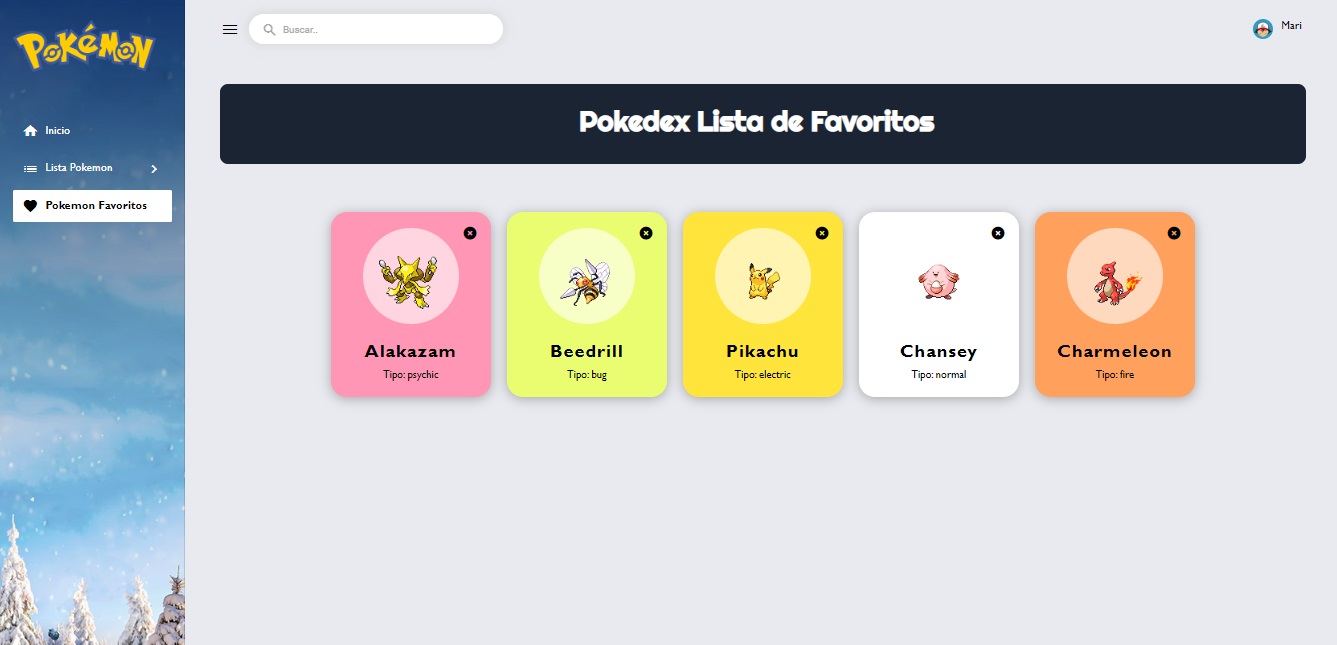 POKéMON
Buscar..
Mari
Inicio
Lista Pokemon
Pokemon Favoritos
Pokedex Lista de Favoritos
Alakazam
Tipo: psychic
Beedrill
Tipo: bug
Pikachu
Tipo: electric
Chansey
Tipo: normal
Charmeleon
Tipo: fire